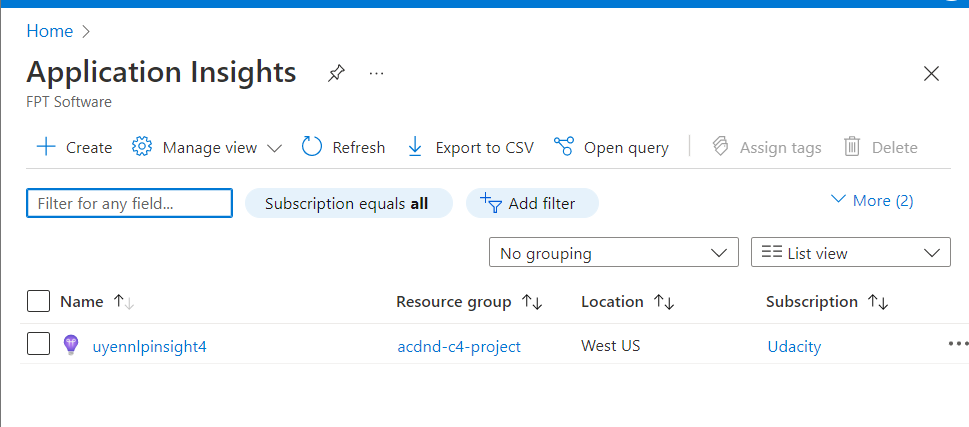 Home
Application Insights
FPT Software
Create Manage view Refresh Export to CSV Open query Assign tags Delete
Filter for any field... Subscription equals all Add filter More (2)
No grouping List view
Name Resource group Location Subscription
uyennlpinsight4 acdnd-c4-project West US Udacity